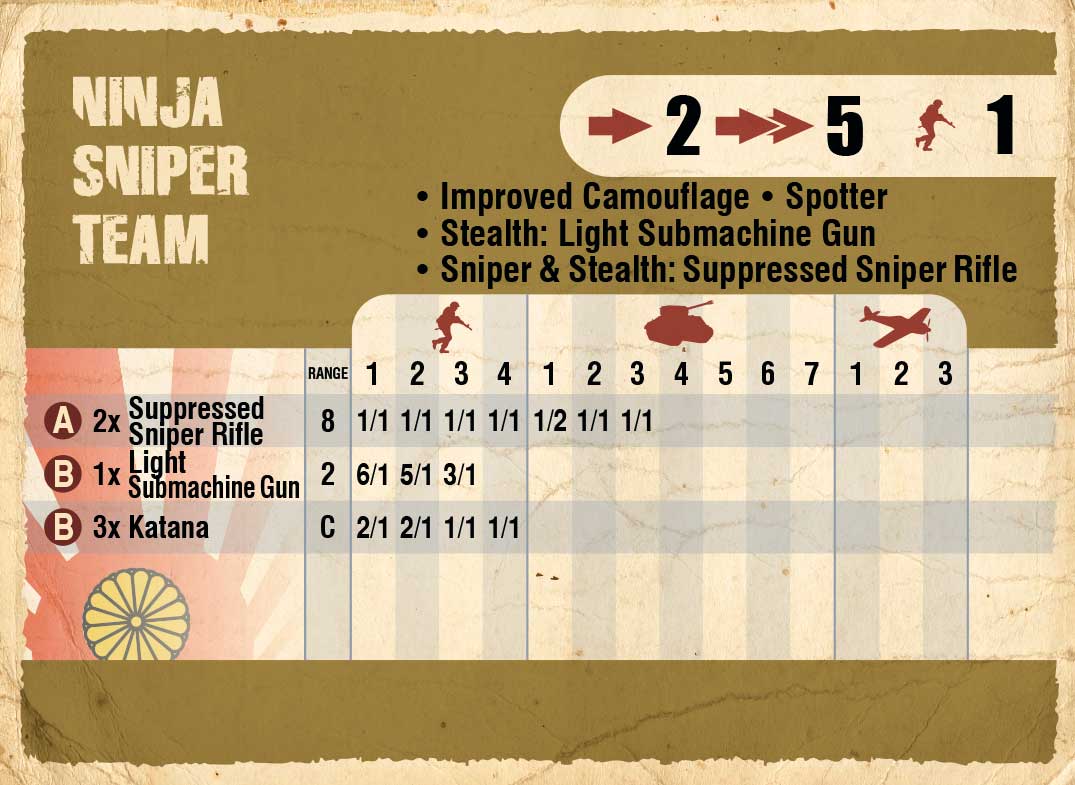 NINJA
SNIPER
TEAM
2 5 1
• Improved Camouflage • Spotter
• Stealth: Light Submachine Gun
• Sniper & Stealth: Suppressed Sniper Rifle
RANGE 1 2 3 4 1 2 3 4 5 6 7 1 2 3
A 2x Suppressed Sniper Rifle 8 1/1 1/1 1/1 1/1 1/2 1/1 1/1
B 1x Light Submachine Gun 2 6/1 5/1 3/1
B 3x Katana C 2/1 2/1 1/1 1/1